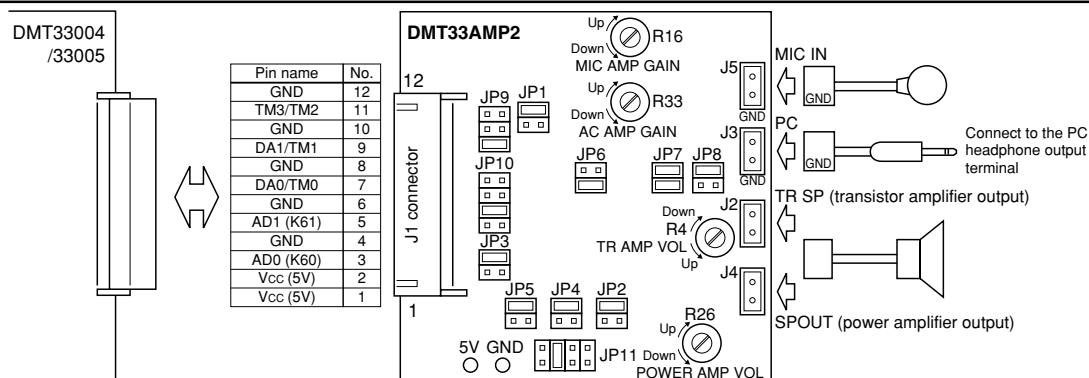 DMT33004
/33005
Pin name No.
GND 12
TM3/TM2 11
GND 10
DA1/TM1 9
GND 8
DA0/TM0 7
GND 6
AD1 (K61) 5
GND 4
AD0 (K60) 3
VCC (5V) 2
VCC (5V) 1
DMT33AMP2
12
J1 connector
1
Up
Down
R16
MIC AMP GAIN
Up
Down
R33
AC AMP GAIN
JP9
JP1
JP10
JP6
JP7
JP8
JP3
JP5
JP4
JP2
5V
GND
JP11
Down
R4
TR AMP VOL
Up
R26
Up
Down
POWER AMP VOL
J5
GND
J3
GND
J2
J4
MIC IN
GND
PC
GND
Connect to the PC
headphone output
terminal
TR SP (transistor amplifier output)
SPOUT (power amplifier output)